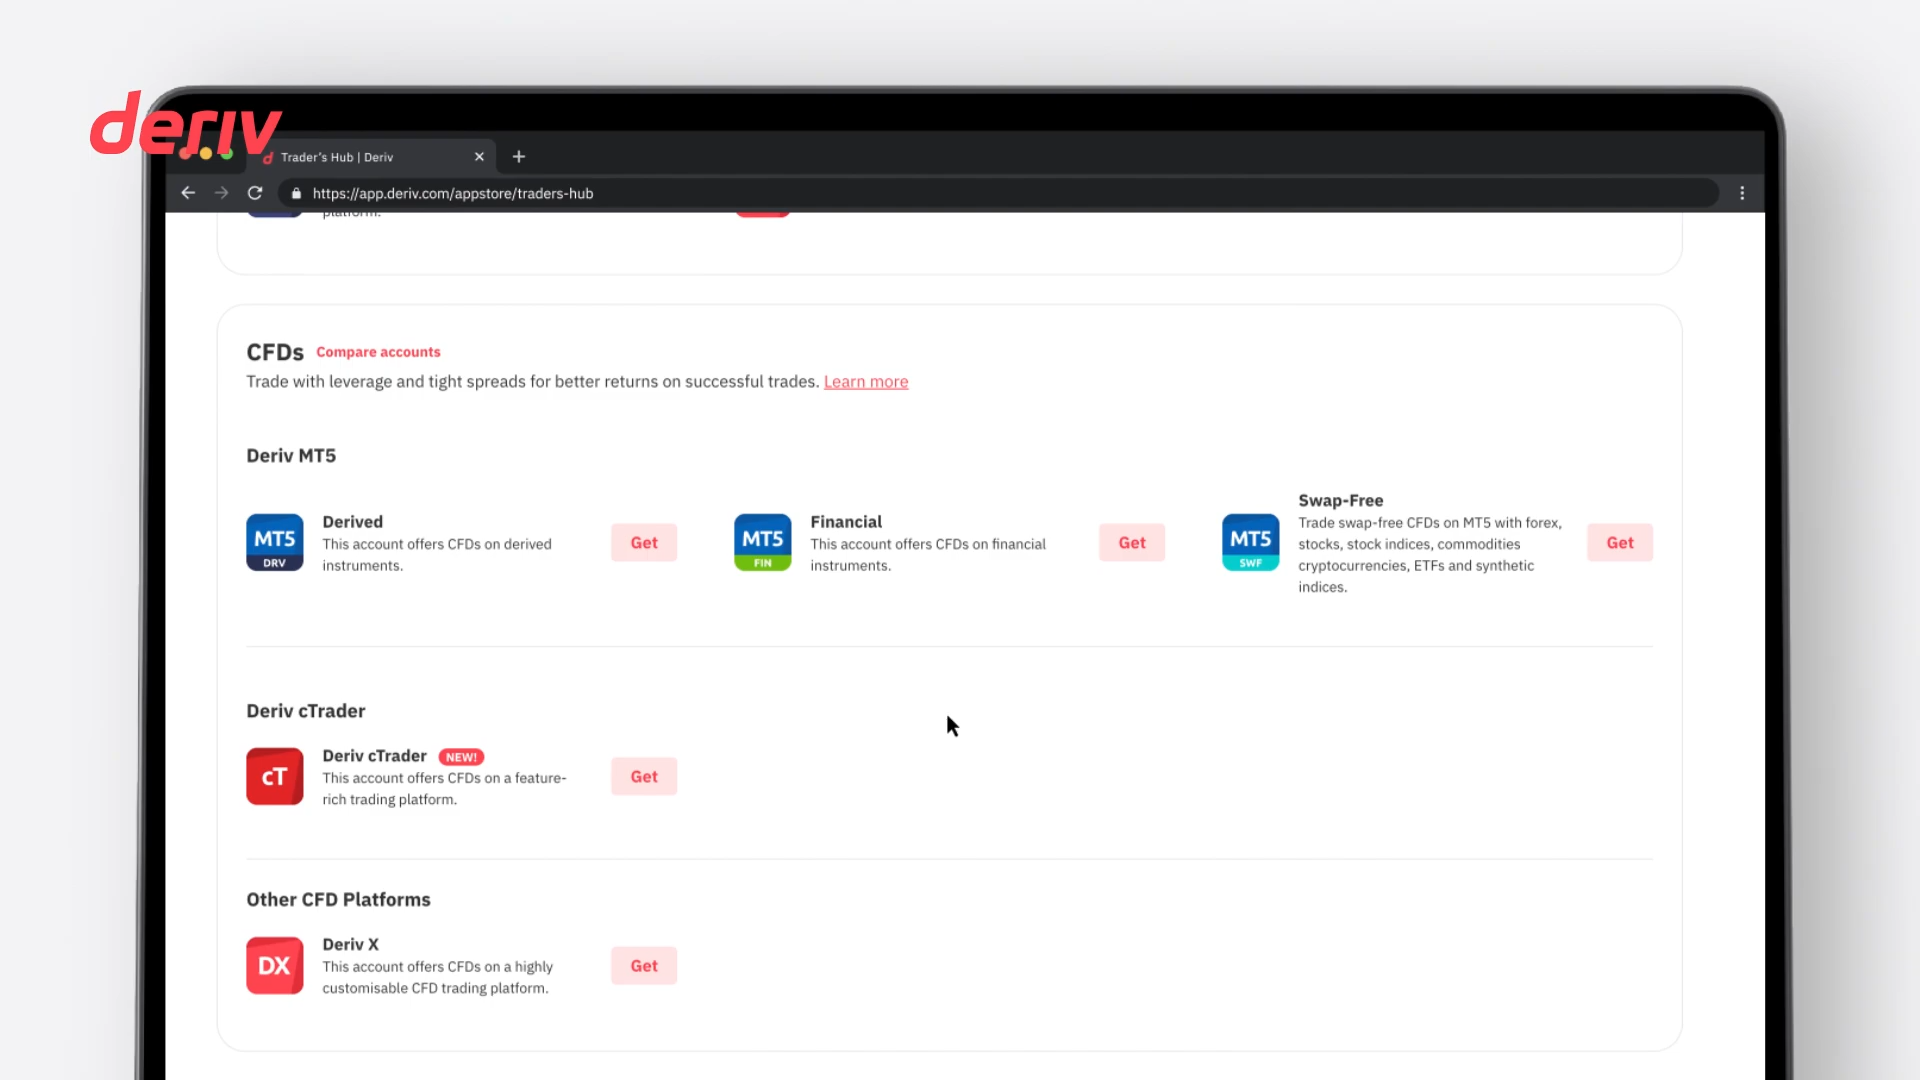 deriv
Trader's Hub | Deriv
https://app.deriv.com/appstore/traders-hub
platform.
CFDs Compare accounts
Trade with leverage and tight spreads for better returns on successful trades. Learn more
Deriv MT5
MT5
DRV
Derived
This account offers CFDs on derived
instruments.
Get
MT5
FIN
Financial
This account offers CFDs on financial
instruments.
Get
MT5
SWF
Swap-Free
Trade swap-free CFDs on MT5 with forex,
stocks, stock indices, commodities
cryptocurrencies, ETFs and synthetic
indices.
Get
Deriv cTrader
cT
Deriv cTrader NEW!
This account offers CFDs on a feature-
rich trading platform.
Get
Other CFD Platforms
DX
Deriv X
This account offers CFDs on a highly
customisable CFD trading platform.
Get